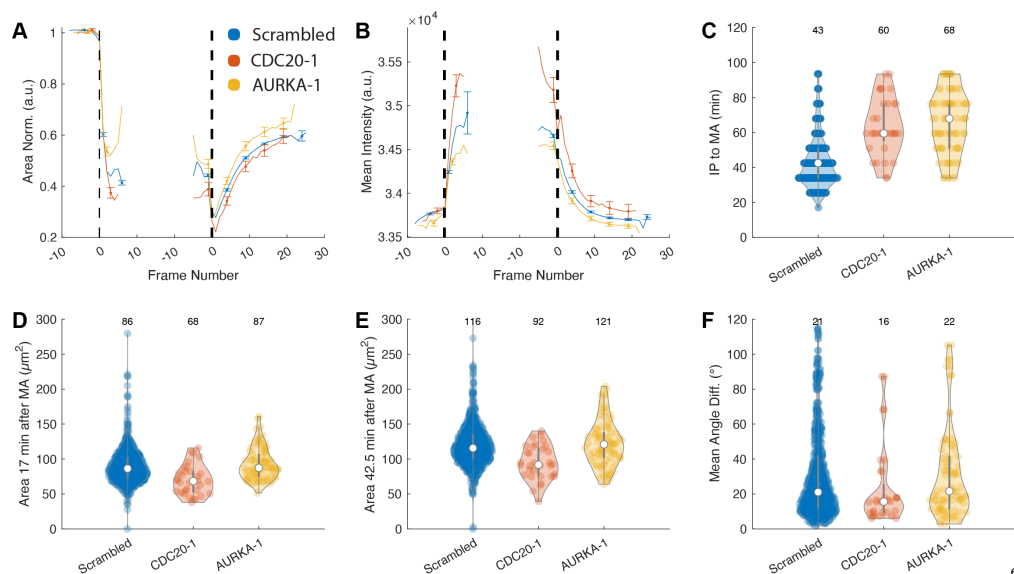 A
Area Norm. (a.u.)
1
0.8
0.6
0.4
0.2
-10
0
10
0
10
20
30
Frame Number
Scrambled
CDC20-1
AURKA-1
B
×10⁴
Mean Intensity (a.u.)
3.55
3.5
3.45
3.4
3.35
-10
0
10
0
10
20
30
Frame Number
C
IP to MA (min)
120
100
80
60
40
20
0
43
60
68
Scrambled
CDC20-1
AURKA-1
D
Area 17 min after MA (μm²)
300
250
200
150
100
50
0
86
68
87
Scrambled
CDC20-1
AURKA-1
E
Area 42.5 min after MA (μm²)
300
250
200
150
100
50
0
116
92
121
Scrambled
CDC20-1
AURKA-1
F
Mean Angle Diff. (°)
120
100
80
60
40
20
0
21
16
22
Scrambled
CDC20-1
AURKA-1